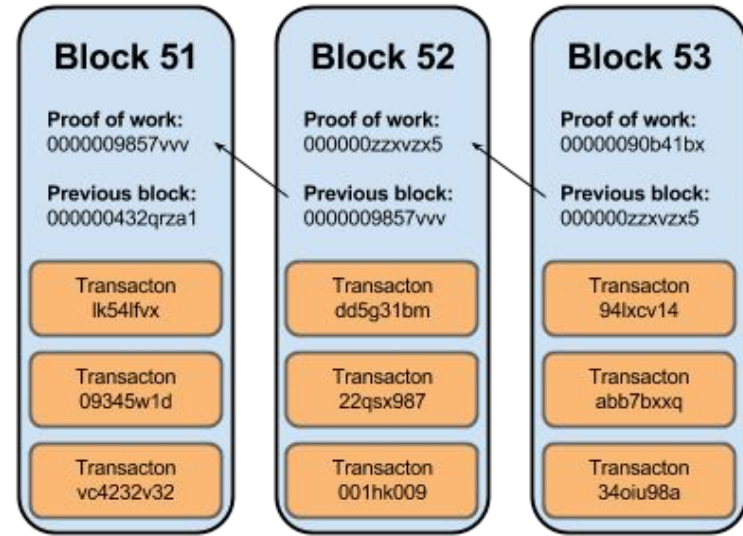 Block 51
Proof of work:
0000009857vvv
Previous block:
000000432qrza1
Transacton
lk54lfvx
Transacton
09345w1d
Transacton
vc4232v32
Block 52
Proof of work:
000000zzxvzx5
Previous block:
0000009857vvv
Transacton
dd5g31bm
Transacton
22qsx987
Transacton
001hk009
Block 53
Proof of work:
00000090b41bx
Previous block:
000000zzxvzx5
Transacton
94lxcv14
Transacton
abb7bxxq
Transacton
34oiu98a